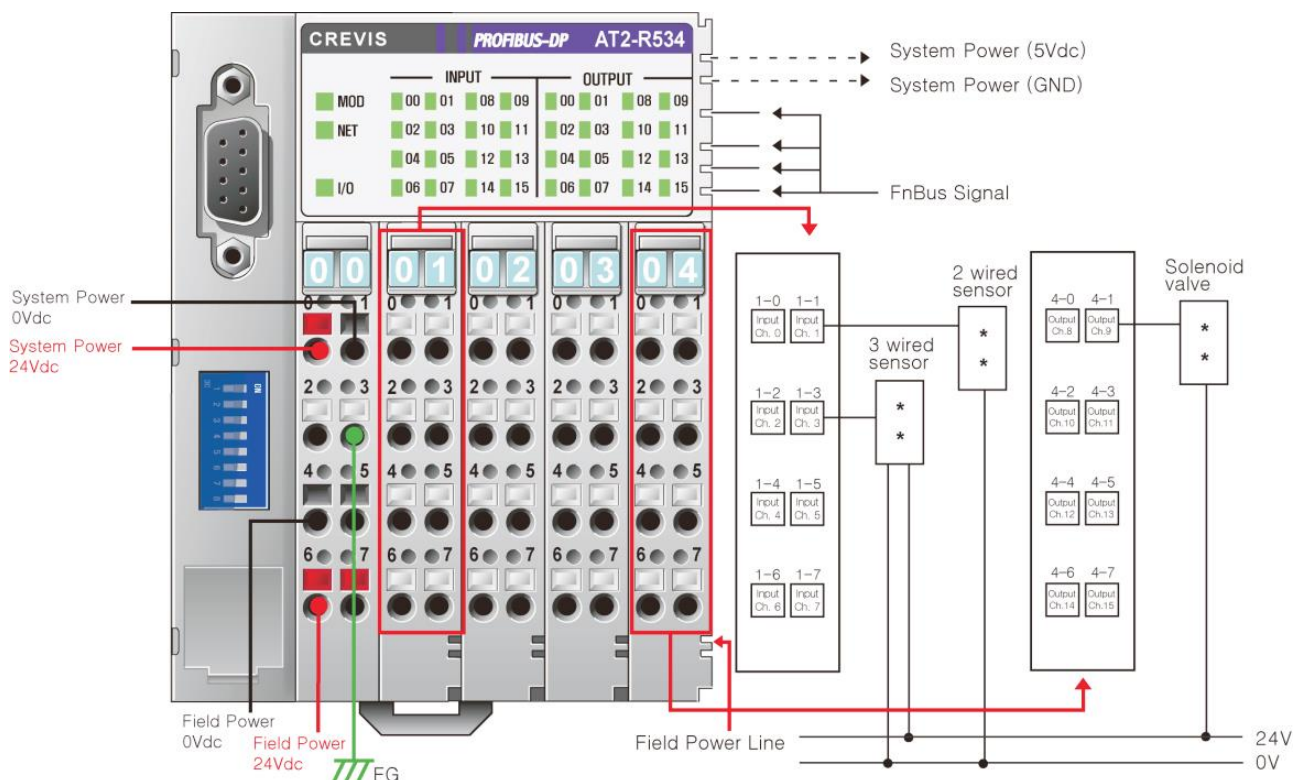 CREVIS PROFIBUS-DP AT2-R534
INPUT OUTPUT
MOD 00 01 08 09 00 01 08 09
NET 02 03 10 11 02 03 10 11
04 05 12 13 04 05 12 13
I/O 06 07 14 15 06 07 14 15
System Power (5Vdc)
System Power (GND)
FnBus Signal
00 01 02 03 04
0 1 0 1 0 1 0 1 0 1
2 3 2 3 2 3 2 3 2 3
4 5 4 5 4 5 4 5 4 5
6 7 6 7 6 7 6 7 6 7
System Power
0Vdc
System Power
24Vdc
ON
1
2
3
4
5
6
7
8
Field Power
0Vdc
Field Power
24Vdc
FG
Field Power Line
1-0 1-1
Input Ch. 0 Input Ch. 1
1-2 1-3
Input Ch. 2 Input Ch. 3
1-4 1-5
Input Ch. 4 Input Ch. 5
1-6 1-7
Input Ch. 6 Input Ch. 7
2 wired
sensor
*
*
3 wired
sensor
*
*
4-0 4-1
Output Ch.8 Output Ch.9
4-2 4-3
Output Ch.10 Output Ch.11
4-4 4-5
Output Ch.12 Output Ch.13
4-6 4-7
Output Ch.14 Output Ch.15
Solenoid
valve
*
*
24V
0V